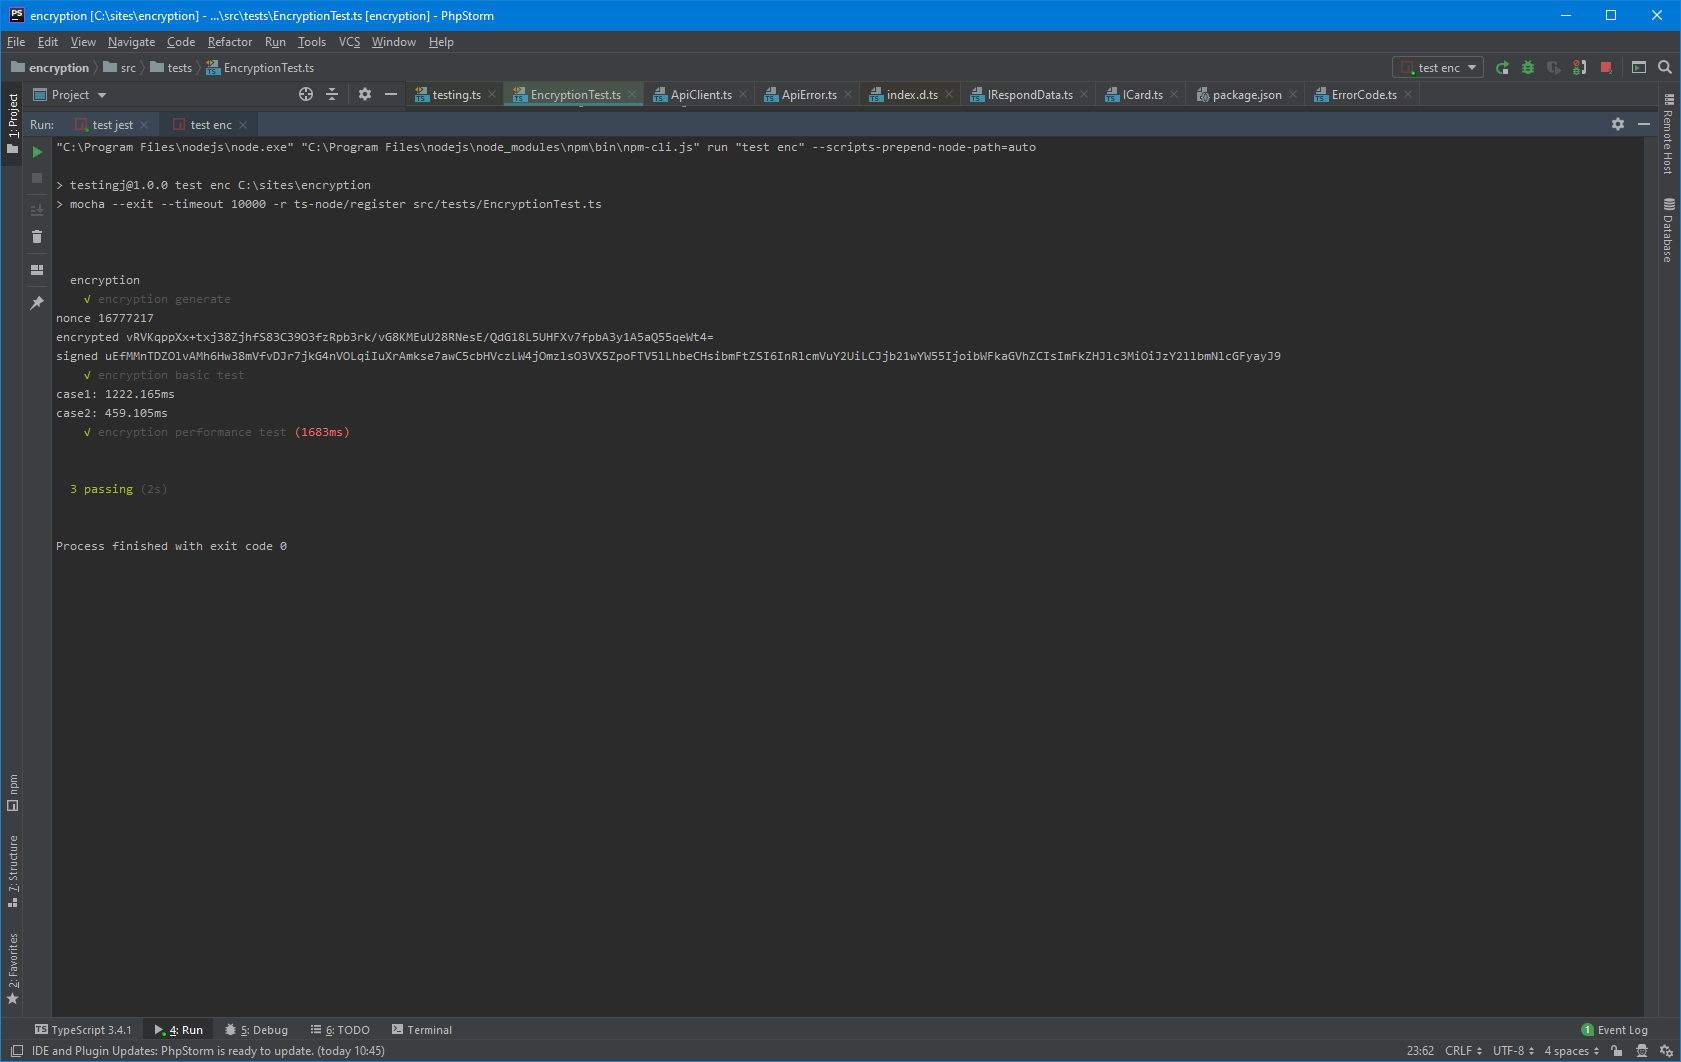 PS encryption [C:\sites\encryption] - ...\src\tests\EncryptionTest.ts [encryption] - PhpStorm
File Edit View Navigate Code Refactor Run Tools VCS Window Help
encryption src tests EncryptionTest.ts test enc
1: Project Project testing.ts EncryptionTest.ts ApiClient.ts ApiError.ts index.d.ts IRespondData.ts ICard.ts package.json ErrorCode.ts
Run: test jest test enc
"C:\Program Files\nodejs\node.exe" "C:\Program Files\nodejs\node_modules\npm\bin\npm-cli.js" run "test enc" --scripts-prepend-node-path=auto
> testingj@1.0.0 test enc C:\sites\encryption
> mocha --exit --timeout 10000 -r ts-node/register src/tests/EncryptionTest.ts
encryption
√ encryption generate
nonce 16777217
encrypted vRVKqppXx+txj38ZjhfS83C39O3fzRpb3rk/vG8KMEuU28RNesE/QdG18L5UHFXv7fpbA3y1A5aQ55qeWt4=
signed uEfMMnTDZOlvAMh6Hw38mVfvDJr7jkG4nVOLqiIuXrAmkse7awC5cbHVczLW4jOmzlsO3VX5ZpoFTV5lLhbeCHsibmFtZSI6InRlcmVuY2UiLCJjb21wYW55IjoibWFkaGVhZCIsImFkZHJlc3MiOiJzY2llbmNlcGFyayJ9
√ encryption basic test
case1: 1222.165ms
case2: 459.105ms
√ encryption performance test (1683ms)
3 passing (2s)
Process finished with exit code 0
Remote Host
Database
npm
7: Structure
2: Favorites
TypeScript 3.4.1 4: Run 5: Debug 6: TODO Terminal 1 Event Log
IDE and Plugin Updates: PhpStorm is ready to update. (today 10:45) 23:62 CRLF UTF-8 4 spaces